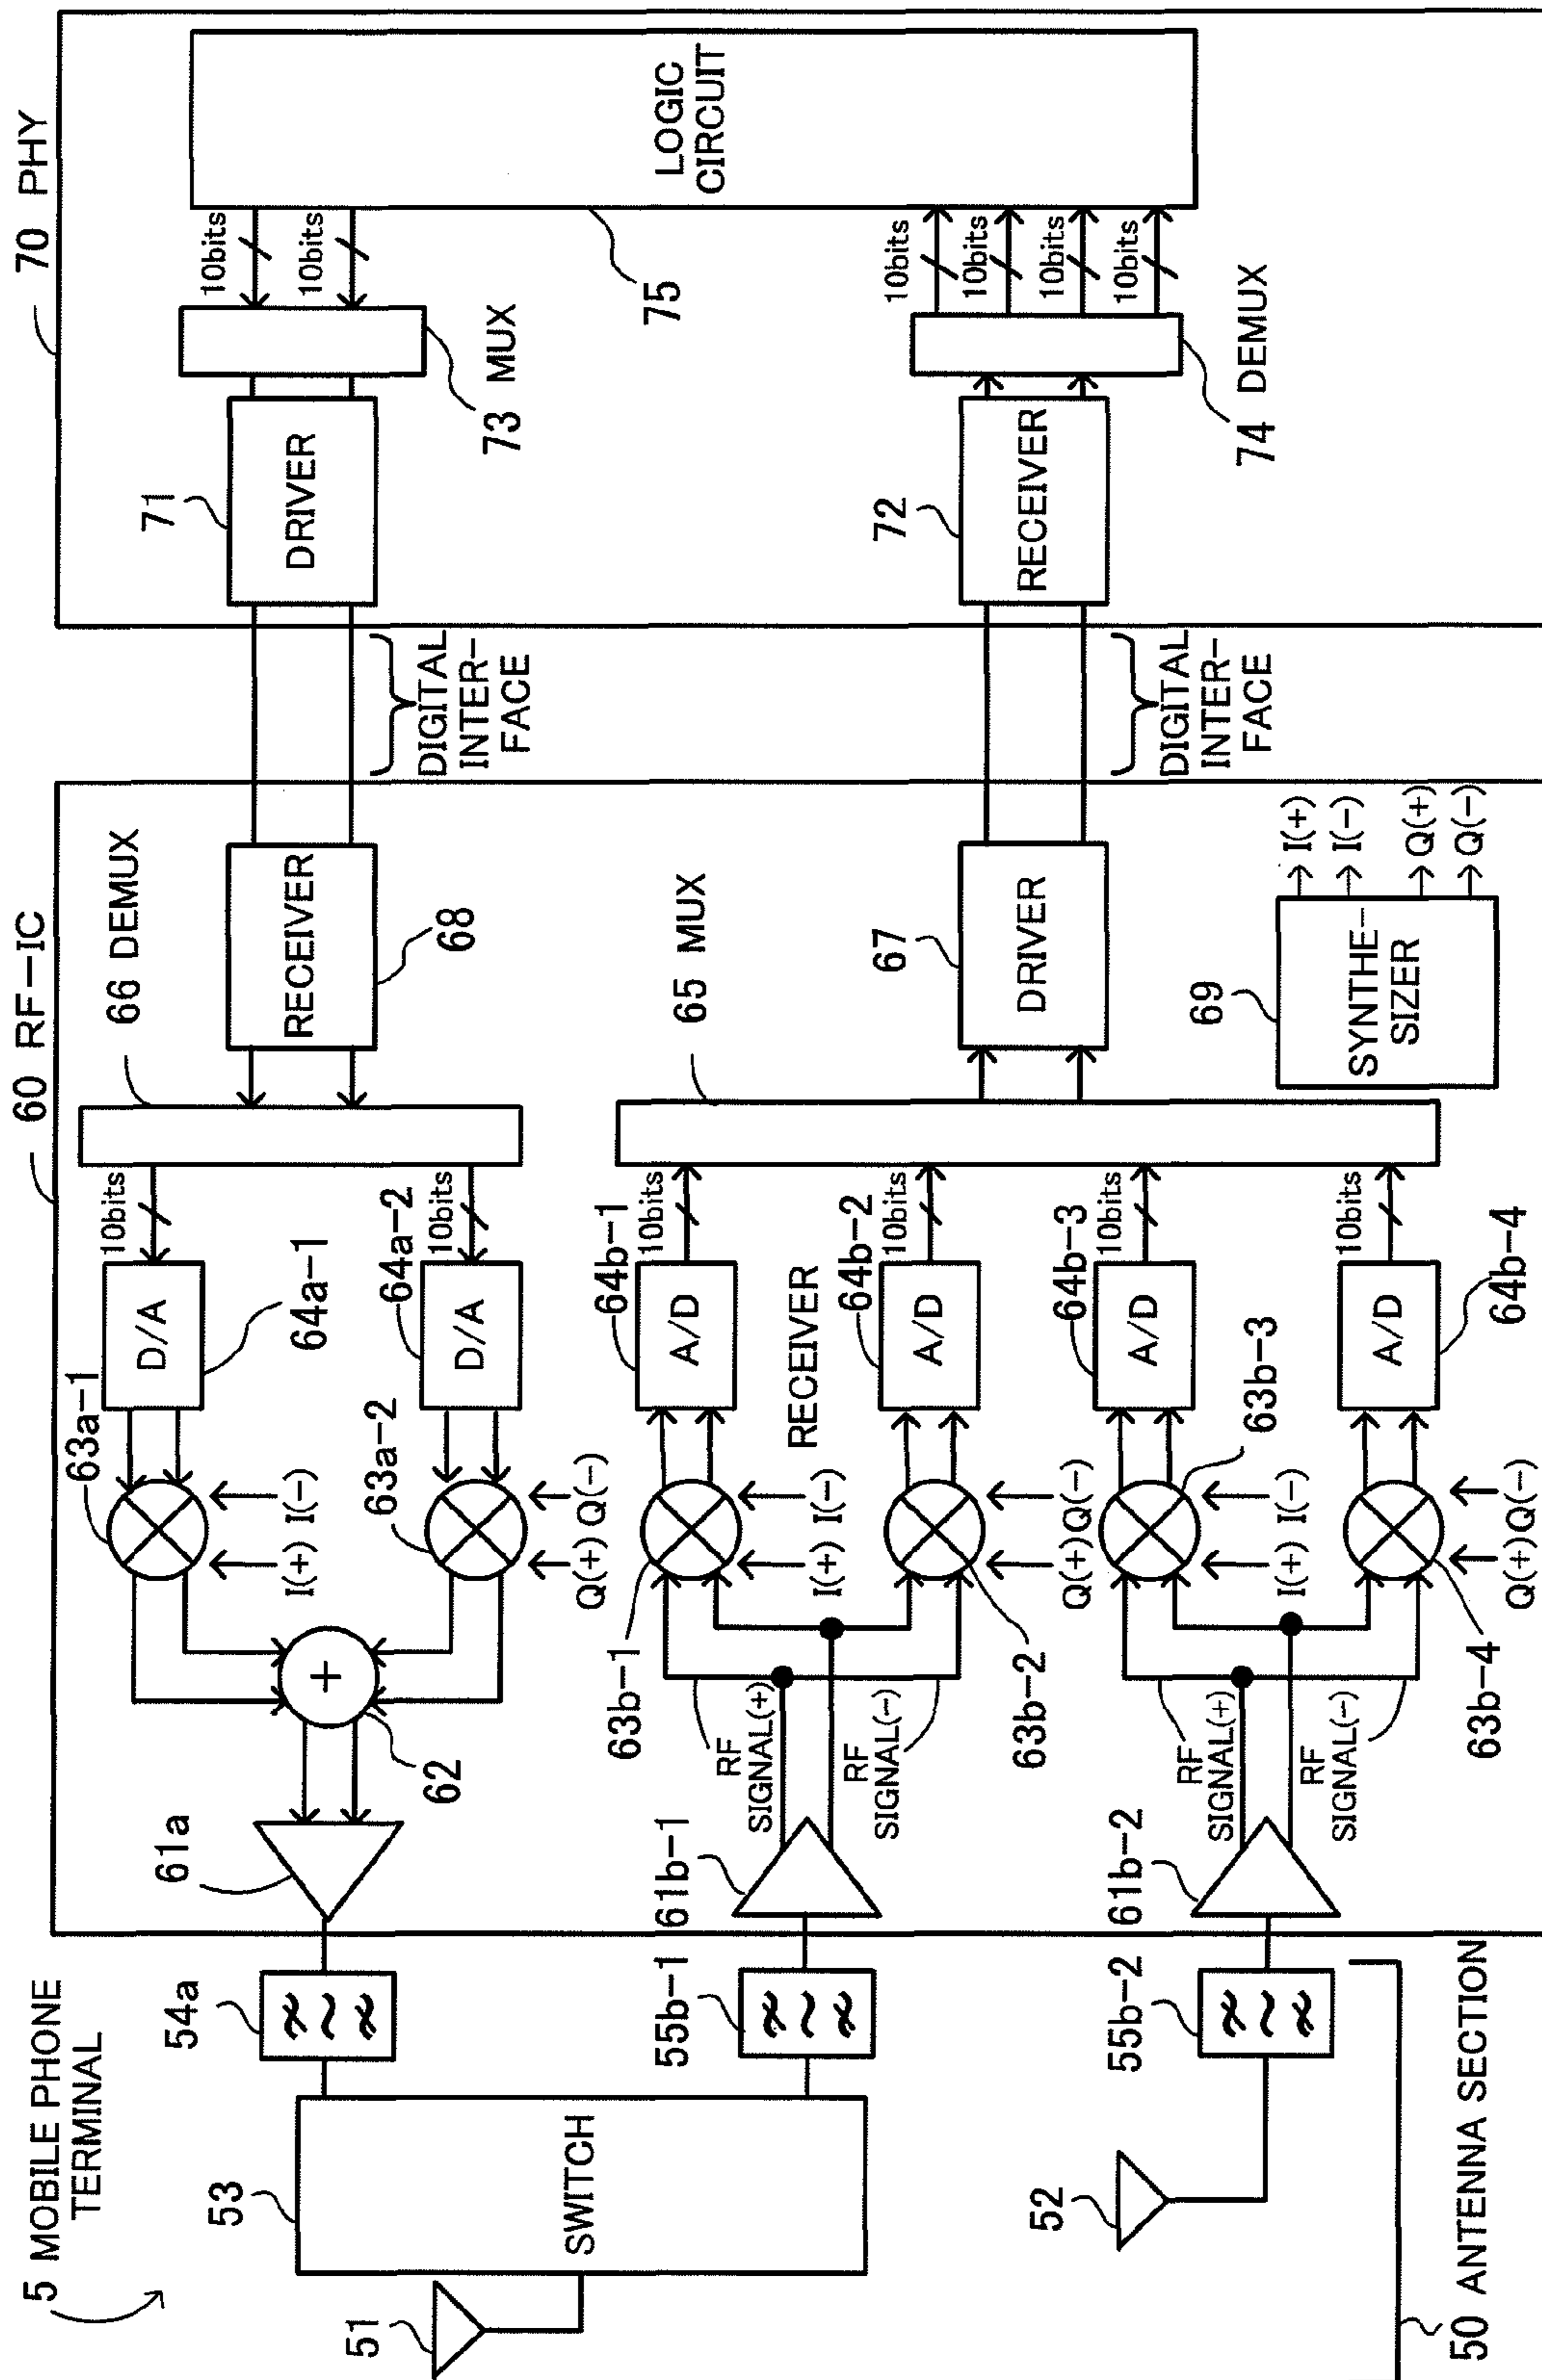 5 MOBILE PHONE
TERMINAL
60 RF-IC
70 PHY
51
53
SWITCH
54a
61a
62
+
63a-1
I(+) I(-)
D/A
64a-1
10bits
63a-2
Q(+) Q(-)
D/A
64a-2
10bits
66 DEMUX
RECEIVER
68
DIGITAL
INTER-
FACE
71
DRIVER
73 MUX
10bits
10bits
LOGIC
CIRCUIT
75
55b-1
61b-1
RF
SIGNAL(+)
RF
SIGNAL(-)
63b-1
I(+) I(-)
64b-1
A/D
10bits
RECEIVER
63b-2
Q(+) Q(-)
64b-2
A/D
10bits
65 MUX
67
DRIVER
DIGITAL
INTER-
FACE
72
RECEIVER
74 DEMUX
10bits
10bits
10bits
10bits
52
55b-2
61b-2
RF
SIGNAL(+)
RF
SIGNAL(-)
63b-3
I(+) I(-)
64b-3
A/D
10bits
63b-4
Q(+) Q(-)
A/D
64b-4
10bits
69
SYNTHE-
SIZER
I(+)
I(-)
Q(+)
Q(-)
50 ANTENNA SECTION